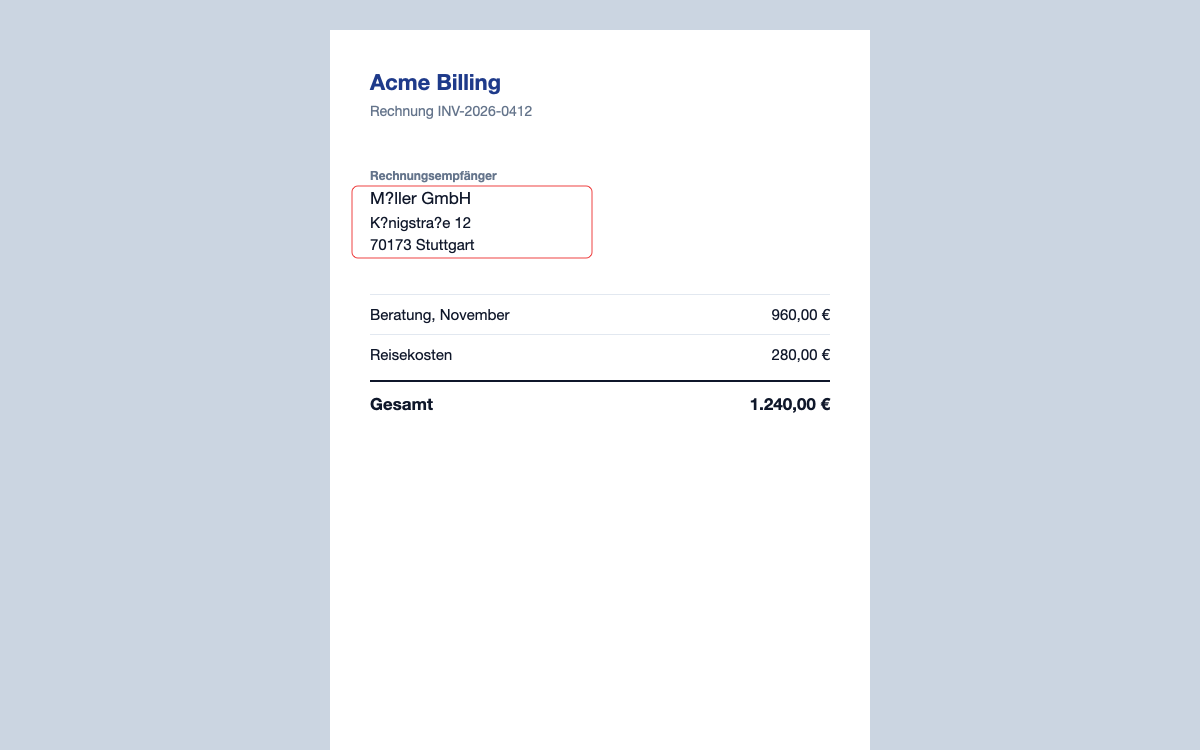 Acme Billing
Rechnung INV-2026-0412
Rechnungsempfänger
M?ller GmbH
K?nigstra?e 12
70173 Stuttgart
Beratung, November 960,00 €
Reisekosten 280,00 €
Gesamt 1.240,00 €